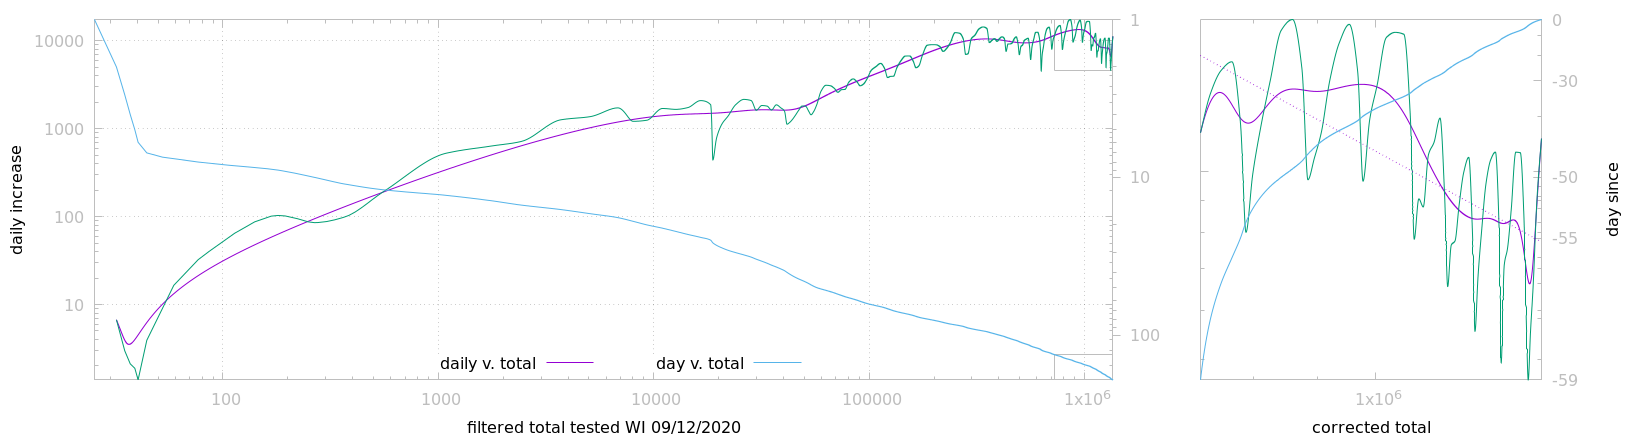 10000
1000
100
10
daily increase
100
1000
10000
100000
1x10^6
filtered total tested WI 09/12/2020
daily v. total
day v. total
1
10
100
0
-30
-50
-55
-59
day since
1x10^6
corrected total